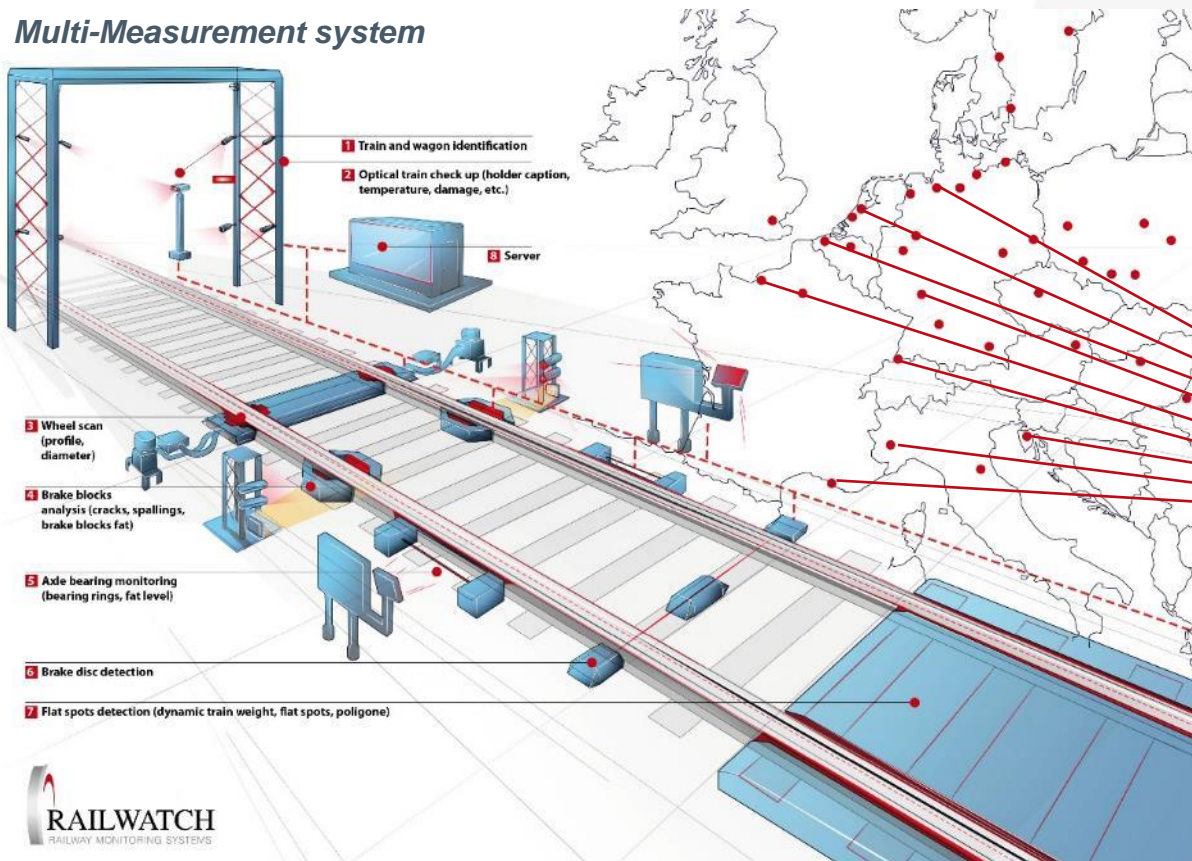 Multi-Measurement system
1 Train and wagon identification
2 Optical train check up (holder caption,
temperature, damage, etc.)
8 Server
3 Wheel scan
(profile,
diameter)
4 Brake blocks
analysis (cracks, spallings,
brake blocks fat)
5 Axle bearing monitoring
(bearing rings, fat level)
6 Brake disc detection
7 Flat spots detection (dynamic train weight, flat spots, poligone)
RAILWATCH
RAILWAY MONITORING SYSTEMS